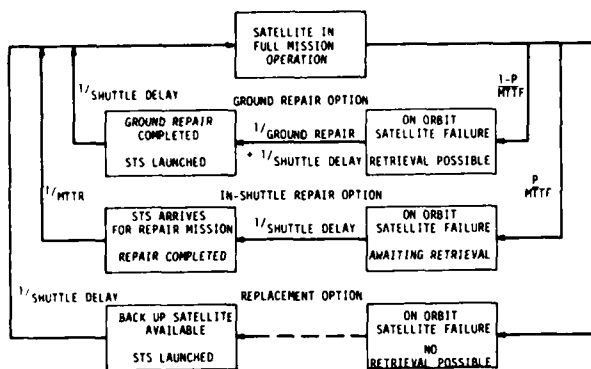 SATELLITE IN
FULL MISSION
OPERATION
1/SHUTTLE DELAY
GROUND REPAIR OPTION
1-P
MTTF
GROUND REPAIR
COMPLETED
STS LAUNCHED
1/GROUND REPAIR
+ 1/SHUTTLE DELAY
ON ORBIT
SATELLITE FAILURE
RETRIEVAL POSSIBLE
1/MTTR
IN-SHUTTLE REPAIR OPTION
P
MTTF
STS ARRIVES
FOR REPAIR MISSION
REPAIR COMPLETED
1/SHUTTLE DELAY
ON ORBIT
SATELLITE FAILURE
AWAITING RETRIEVAL
1/SHUTTLE DELAY
REPLACEMENT OPTION
BACK UP SATELLITE
AVAILABLE
STS LAUNCHED
ON ORBIT
SATELLITE FAILURE
NO
RETRIEVAL POSSIBLE